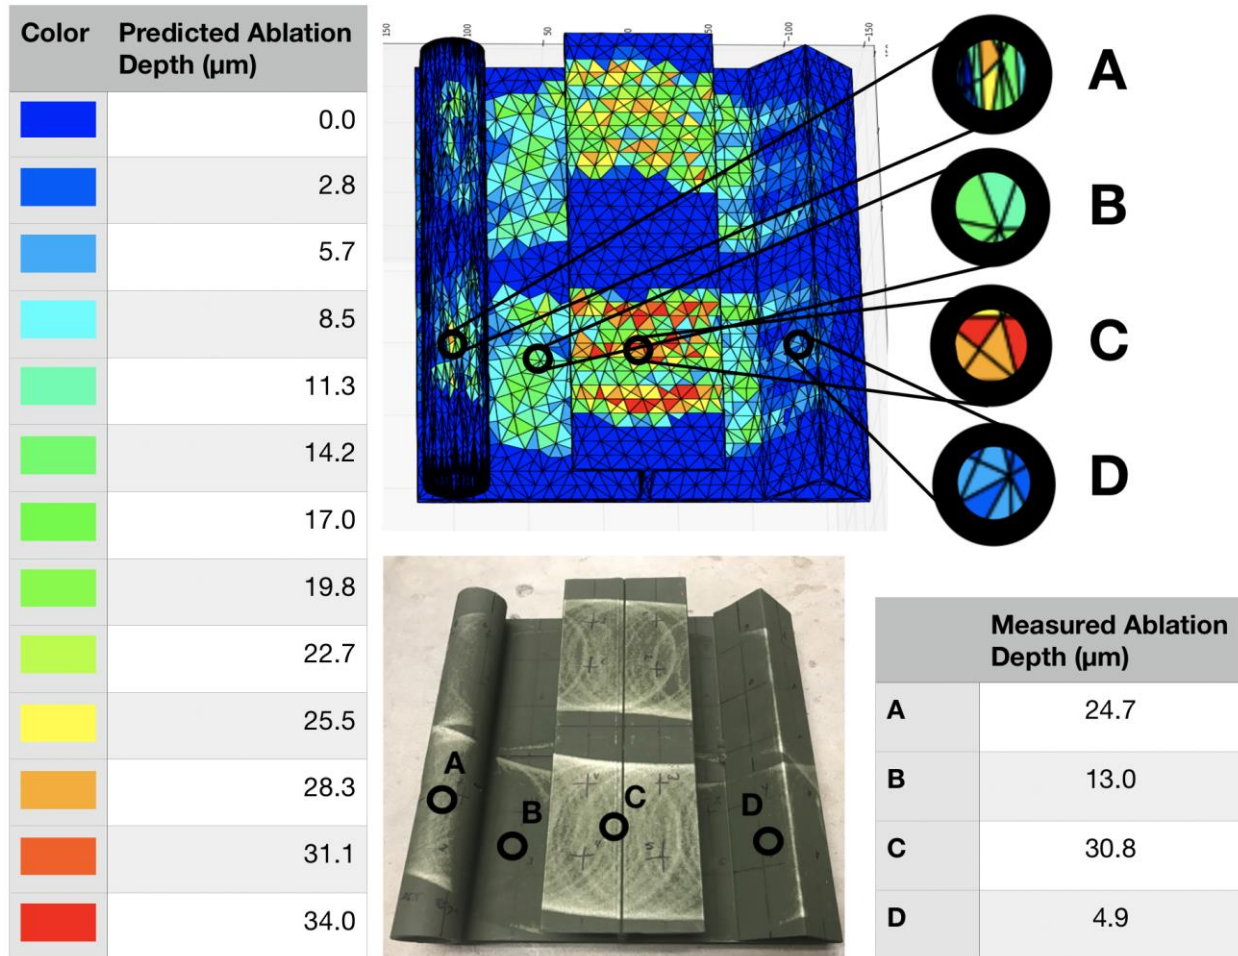 Color Predicted Ablation
Depth (µm)
0.0
2.8
5.7
8.5
11.3
14.2
17.0
19.8
22.7
25.5
28.3
31.1
34.0
150
100
50
0
-50
-100
-150
A
B
C
D
A
B
C
D
Measured Ablation
Depth (µm)
A 24.7
B 13.0
C 30.8
D 4.9